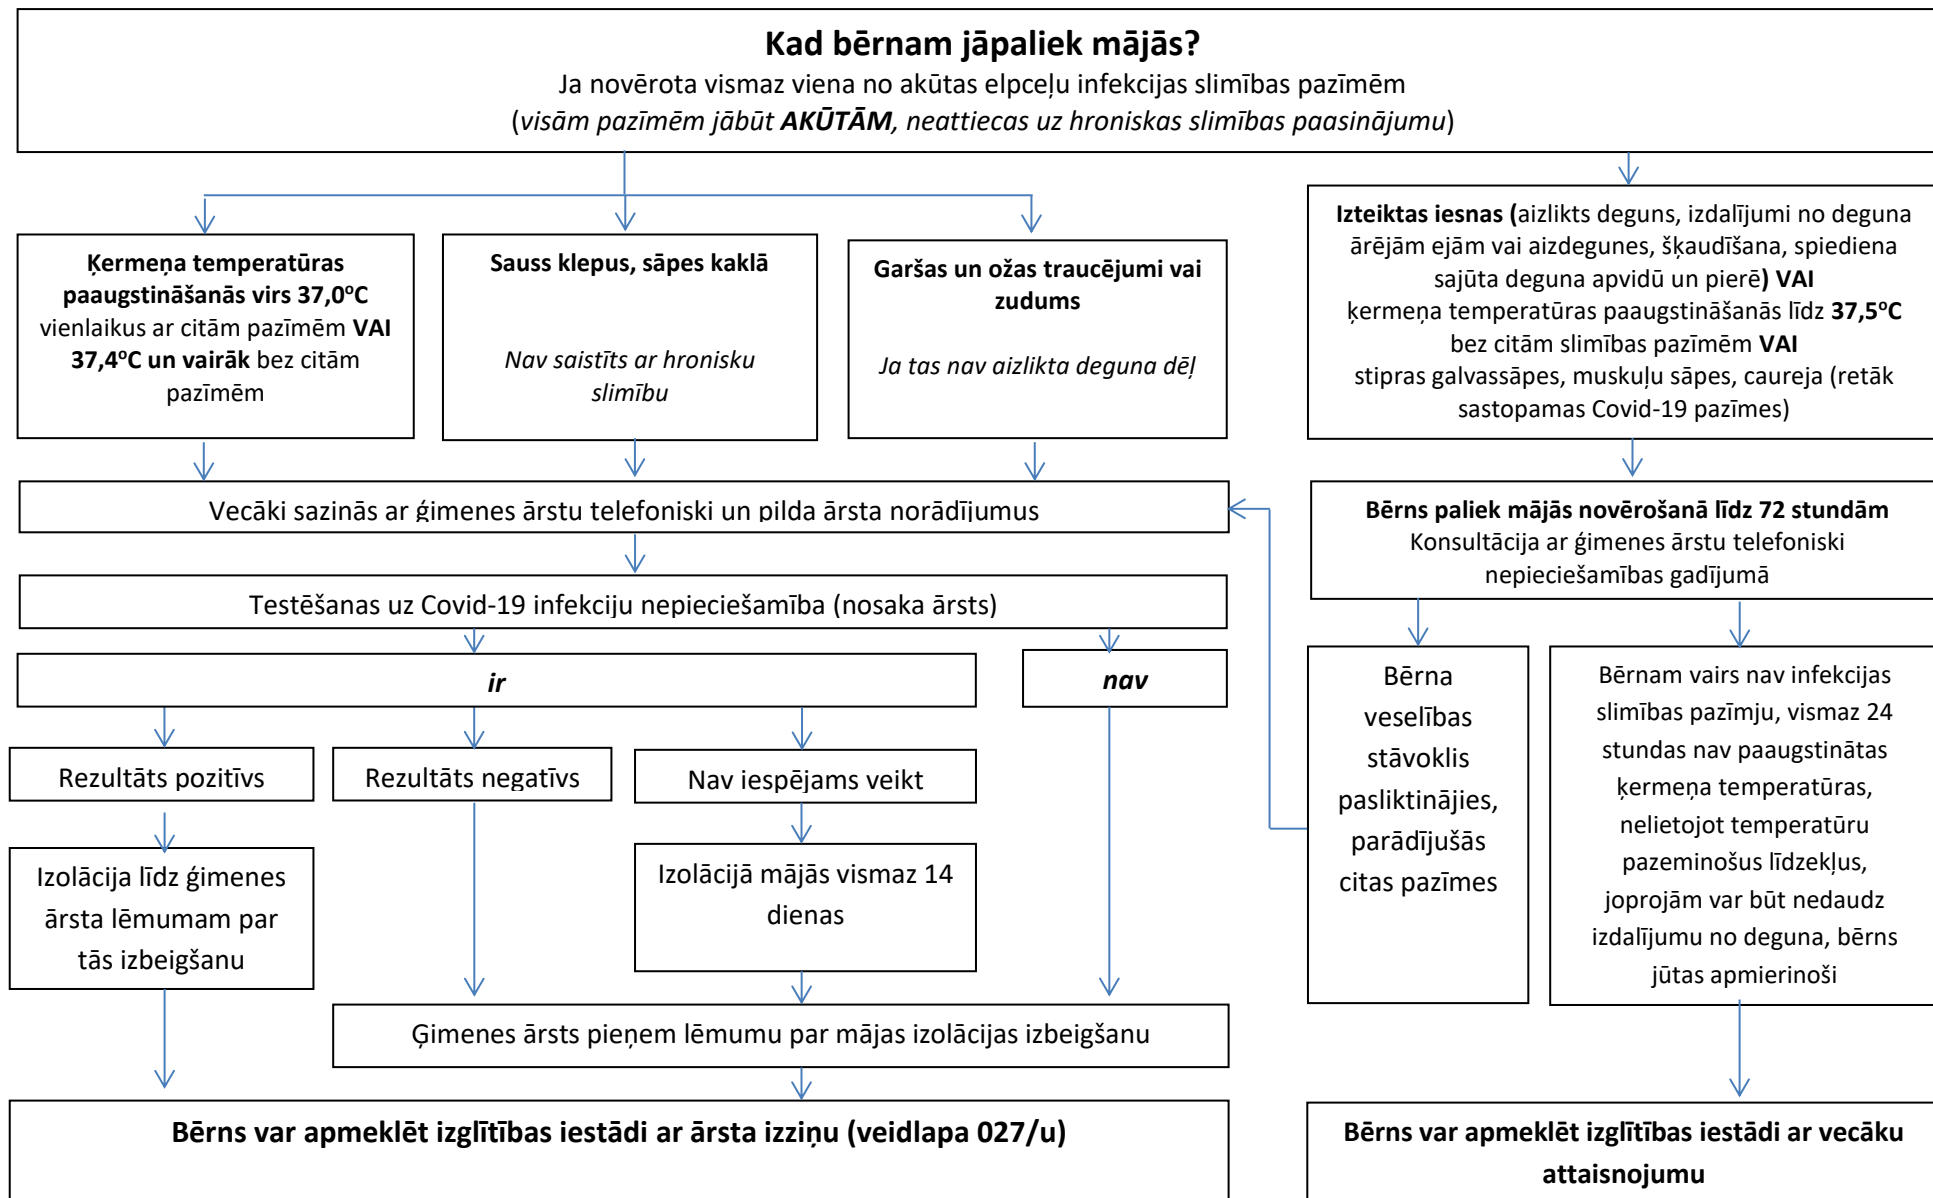 Kad bērnam jāpaliek mājās?
Ja novērota vismaz viena no akūtas elpceļu infekcijas slimības pazīmēm
(visām pazīmēm jābūt AKŪTĀM, neattiecas uz hroniskas slimības paasinājumu)
Ķermeņa temperatūras
paaugstināšanās virs 37,0°C
vienlaikus ar citām pazīmēm VAI
37,4°C un vairāk bez citām
pazīmēm
Sauss klepus, sāpes kaklā
Nav saistīts ar hronisku
slimību
Garšas un ožas traucējumi vai
zudums
Ja tas nav aizlikta deguna dēļ
Izteiktas iesnas (aizlikts deguns, izdalījumi no deguna
ārējām ejām vai aizdegunes, šķaudīšana, spiediena
sajūta deguna apvidū un pierē) VAI
ķermeņa temperatūras paaugstināšanās līdz 37,5°C
bez citām slimības pazīmēm VAI
stipras galvassāpes, muskuļu sāpes, caureja (retāk
sastopamas Covid-19 pazīmes)
Vecāki sazinās ar ģimenes ārstu telefoniski un pilda ārsta norādījumus
Bērns paliek mājās novērošanā līdz 72 stundām
Konsultācija ar ģimenes ārstu telefoniski
nepieciešamības gadījumā
Testēšanas uz Covid-19 infekciju nepieciešamība (nosaka ārsts)
ir
nav
Rezultāts pozitīvs
Rezultāts negatīvs
Nav iespējams veikt
Izolācija līdz ģimenes
ārsta lēmumam par
tās izbeigšanu
Izolācijā mājās vismaz 14
dienas
Bērna
veselības
stāvoklis
pasliktinājies,
parādījušās
citas pazīmes
Bērnam vairs nav infekcijas
slimības pazīmju, vismaz 24
stundas nav paaugstinātas
ķermeņa temperatūras,
nelietojot temperatūru
pazeminošus līdzekļus,
joprojām var būt nedaudz
izdalījumu no deguna, bērns
jūtas apmierinoši
Ģimenes ārsts pieņem lēmumu par mājas izolācijas izbeigšanu
Bērns var apmeklēt izglītības iestādi ar ārsta izziņu (veidlapa 027/u)
Bērns var apmeklēt izglītības iestādi ar vecāku
attaisnojumu